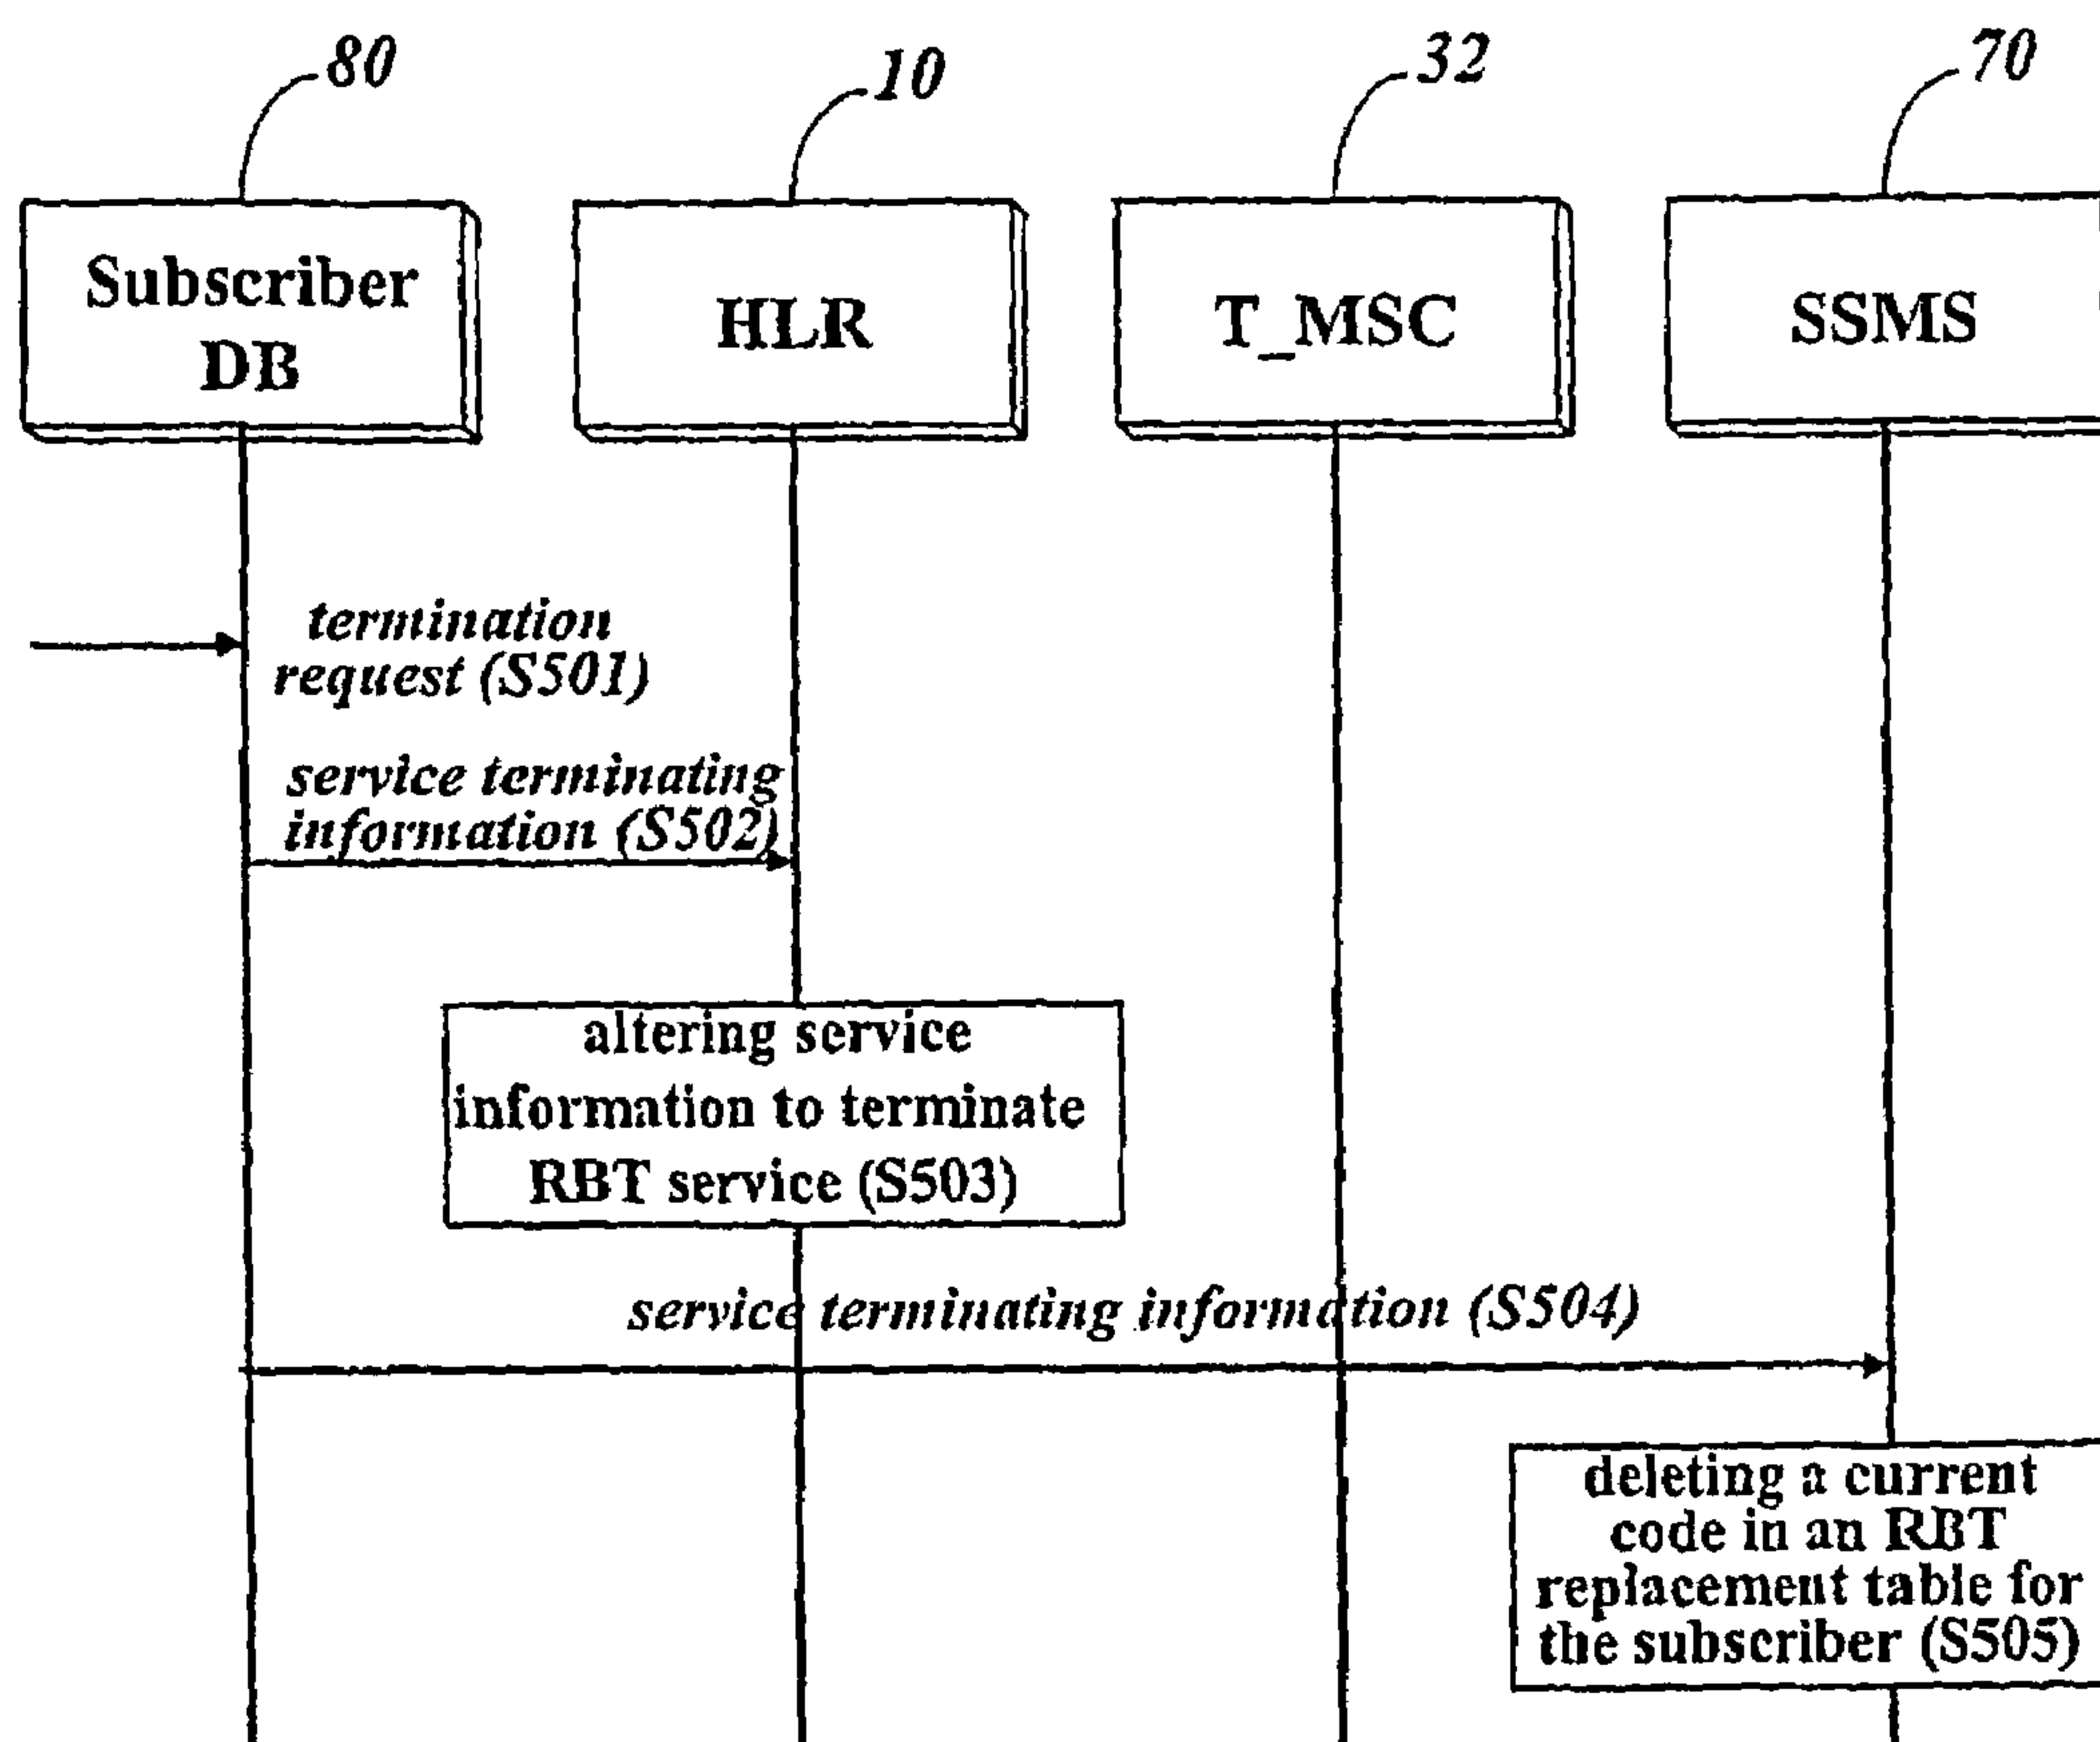 80
10
32
70
Subscriber
DB
HLR
T_MSC
SSMS
termination
request (S501)
service terminating
information (S502)
altering service
information to terminate
RBT service (S503)
service terminating information (S504)
deleting a current
code in an RBT
replacement table for
the subscriber (S505)